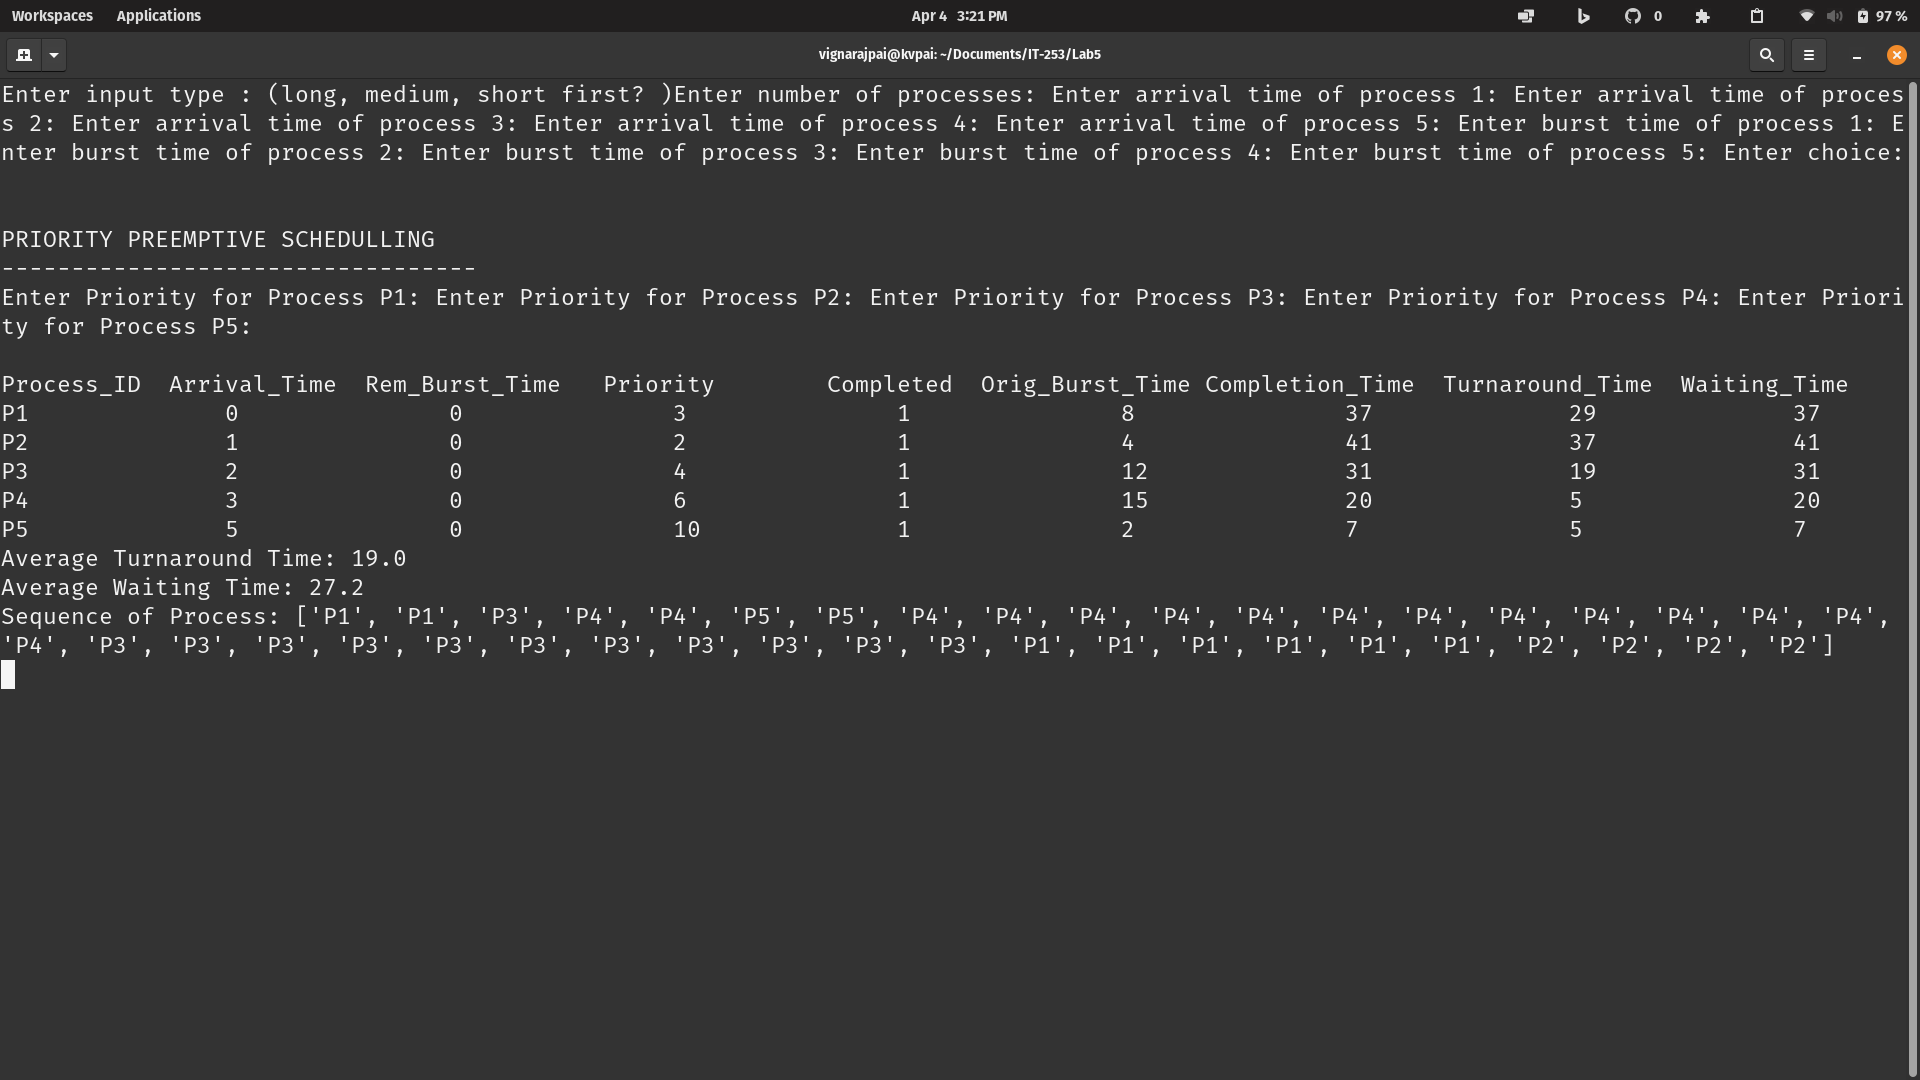 Workspaces Applications Apr 4 3:21 PM 0 97 %
vignarajpai@kvpai: ~/Documents/IT-253/Lab5
Enter input type : (long, medium, short first? )Enter number of processes: Enter arrival time of process 1: Enter arrival time of proces
s 2: Enter arrival time of process 3: Enter arrival time of process 4: Enter arrival time of process 5: Enter burst time of process 1: E
nter burst time of process 2: Enter burst time of process 3: Enter burst time of process 4: Enter burst time of process 5: Enter choice:
PRIORITY PREEMPTIVE SCHEDULLING
----------------------------------
Enter Priority for Process P1: Enter Priority for Process P2: Enter Priority for Process P3: Enter Priority for Process P4: Enter Priori
ty for Process P5:
Process_ID Arrival_Time Rem_Burst_Time Priority Completed Orig_Burst_Time Completion_Time Turnaround_Time Waiting_Time
P1 0 0 3 1 8 37 29 37
P2 1 0 2 1 4 41 37 41
P3 2 0 4 1 12 31 19 31
P4 3 0 6 1 15 20 5 20
P5 5 0 10 1 2 7 5 7
Average Turnaround Time: 19.0
Average Waiting Time: 27.2
Sequence of Process: ['P1', 'P1', 'P3', 'P4', 'P4', 'P5', 'P5', 'P4', 'P4', 'P4', 'P4', 'P4', 'P4', 'P4', 'P4', 'P4', 'P4', 'P4', 'P4',
'P4', 'P3', 'P3', 'P3', 'P3', 'P3', 'P3', 'P3', 'P3', 'P3', 'P3', 'P3', 'P1', 'P1', 'P1', 'P1', 'P1', 'P1', 'P2', 'P2', 'P2', 'P2']